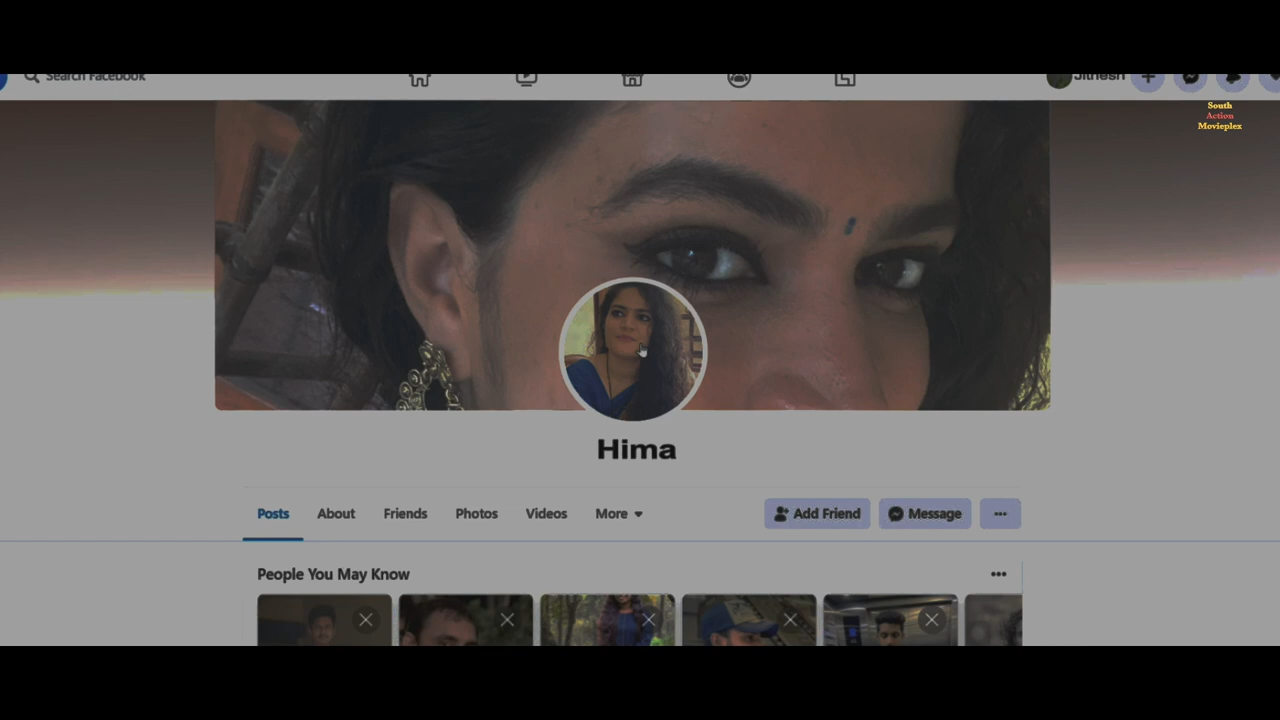 Search Facebook
Jithesh
South
Action
Movieplex
Hima
Posts About Friends Photos Videos More
Add Friend Message
People You May Know